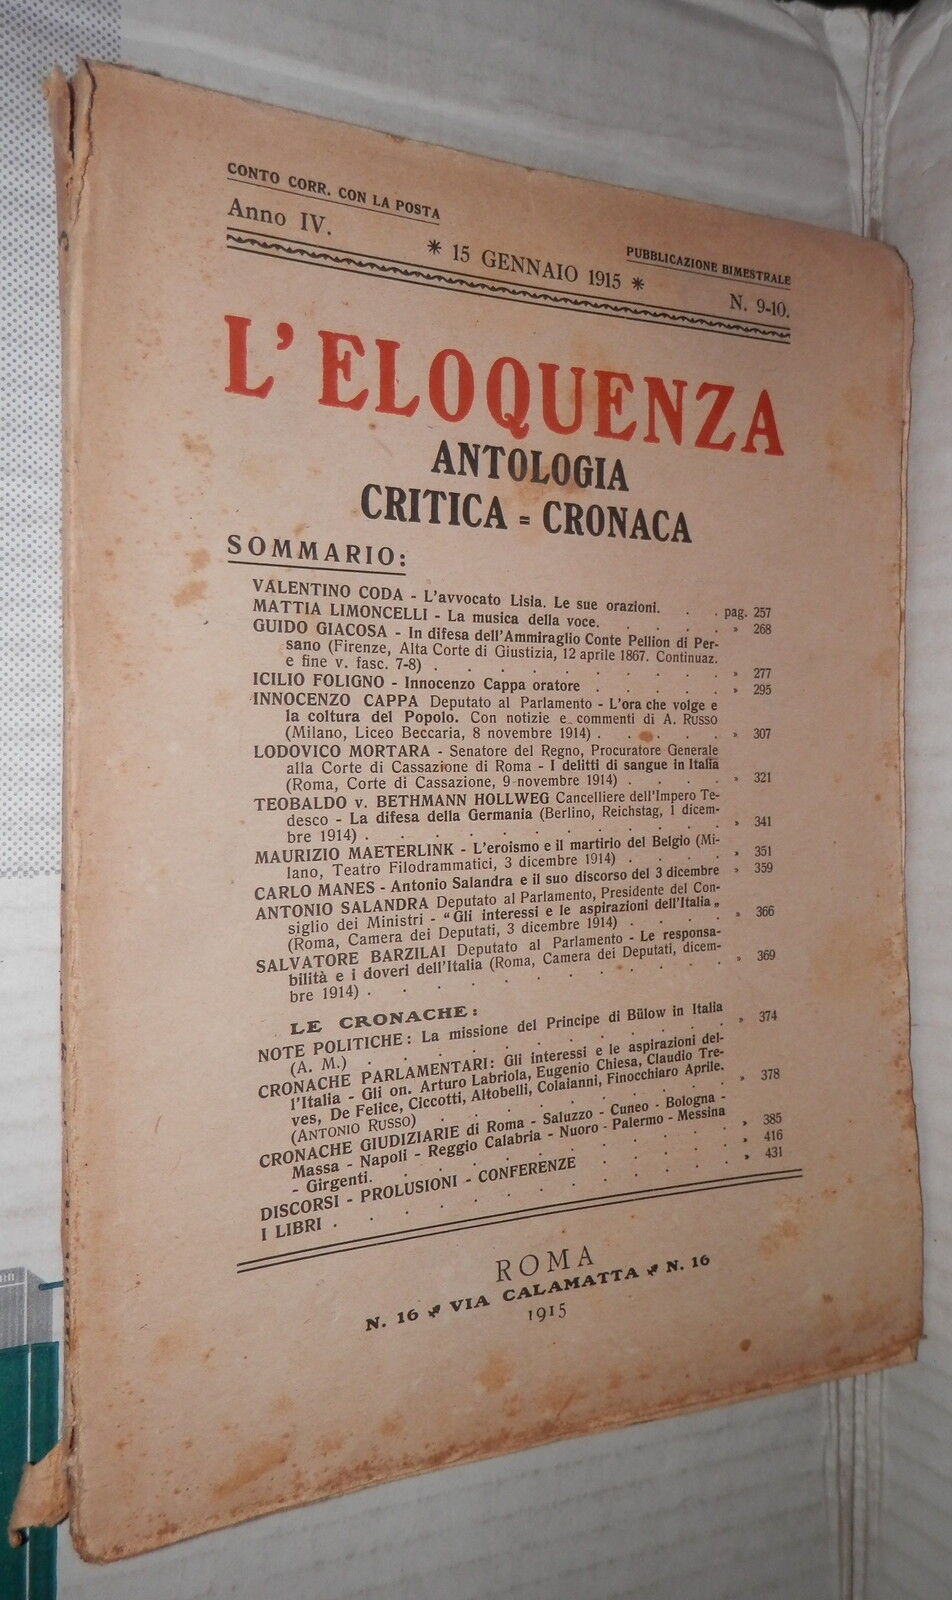 CONTO CORR. CON LA POSTA
PUBBLICAZIONE BIMESTRALE
Anno IV.
* 15 GENNAIO 1915 *
N. 9-10.
L'ELOQUENZA
ANTOLOGIA
CRITICA = CRONACA
SOMMARIO:
VALENTINO CODA - L'avvocato Lisia. Le sue orazioni. . . pag. 257
MATTIA LIMONCELLI - La musica della voce. . . . . » 268
GUIDO GIACOSA - In difesa dell'Ammiraglio Conte Pellion di Per-
sano (Firenze, Alta Corte di Giustizia, 12 aprile 1867. Continuaz.
e fine v. fasc. 7-8) . . . . . . . . . » 277
ICILIO FOLIGNO - Innocenzo Cappa oratore . . . . . » 295
INNOCENZO CAPPA Deputato al Parlamento - L'ora che volge e
la coltura del Popolo. Con notizie e commenti di A. RUSSO
(Milano, Liceo Beccaria, 8 novembre 1914) . . . . . » 307
LODOVICO MORTARA - Senatore del Regno, Procuratore Generale
alla Corte di Cassazione di Roma - I delitti di sangue in Italia
(Roma, Corte di Cassazione, 9 novembre 1914) . . . . » 321
TEOBALDO v. BETHMANN HOLLWEG Cancelliere dell'Impero Te-
desco - La difesa della Germania (Berlino, Reichstag, 1 dicem-
bre 1914) . . . . . . . . . . . » 341
MAURIZIO MAETERLINK - L'eroismo e il martirio del Belgio (Mi-
lano, Teatro Filodrammatici, 3 dicembre 1914) . . . . » 351
CARLO MANES - Antonio Salandra e il suo discorso del 3 dicembre » 359
ANTONIO SALANDRA Deputato al Parlamento, Presidente del Con-
siglio dei Ministri - "Gli interessi e le aspirazioni dell'Italia„
(Roma, Camera dei Deputati, 3 dicembre 1914) . . . . » 366
SALVATORE BARZILAI Deputato al Parlamento - Le responsa-
bilità e i doveri dell'Italia (Roma, Camera dei Deputati, dicem-
bre 1914) . . . . . . . . . . . » 369
LE CRONACHE:
NOTE POLITICHE: La missione del Principe di Bülow in Italia
(A. M.) . . . . . . . . . . . » 374
CRONACHE PARLAMENTARI: Gli interessi e le aspirazioni del-
l'Italia - Gli on. Arturo Labriola, Eugenio Chiesa, Claudio Tre-
ves, De Felice, Ciccotti, Altobelli, Colaianni, Finocchiaro Aprile.
(ANTONIO RUSSO) . . . . . . . . . » 378
CRONACHE GIUDIZIARIE di Roma - Saluzzo - Cuneo - Bologna -
Massa - Napoli - Reggio Calabria - Nuoro - Palermo - Messina
- Girgenti. . . . . . . . . . . » 385
DISCORSI - PROLUSIONI - CONFERENZE . . . . . » 416
I LIBRI . . . . . . . . . . . . » 431
ROMA
N. 16 VIA CALAMATTA N. 16
1915